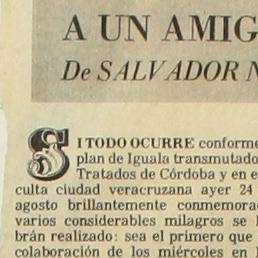 A UN AMIG
De SALVADOR N
SI TODO OCURRE conforme
plan de Iguala transmutado
Tratados de Córdoba y en e
culta ciudad veracruzana ayer 24
agosto brillantemente conmemora
varios considerables milagros se h
brán realizado: sea el primero que
colaboración de los miércoles en